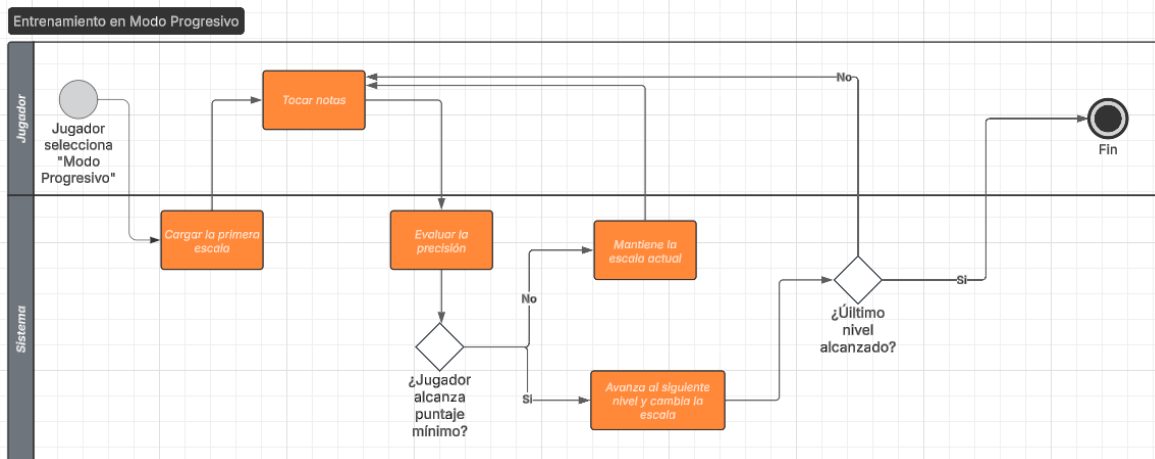 Entrenamiento en Modo Progresivo
Jugador
Jugador
selecciona
"Modo
Progresivo"
Tocar notas
No
Fin
Sistema
Cargar la primera
escala
Evaluar la
precisión
Mantiene la
escala actual
No
¿Jugador
alcanza
puntaje
mínimo?
Si
Avanza al siguiente
nivel y cambia la
escala
¿Úiltimo
nivel
alcanzado?
Si